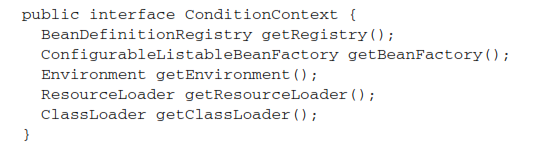 public interface ConditionContext {
  BeanDefinitionRegistry getRegistry();
  ConfigurableListableBeanFactory getBeanFactory();
  Environment getEnvironment();
  ResourceLoader getResourceLoader();
  ClassLoader getClassLoader();
}